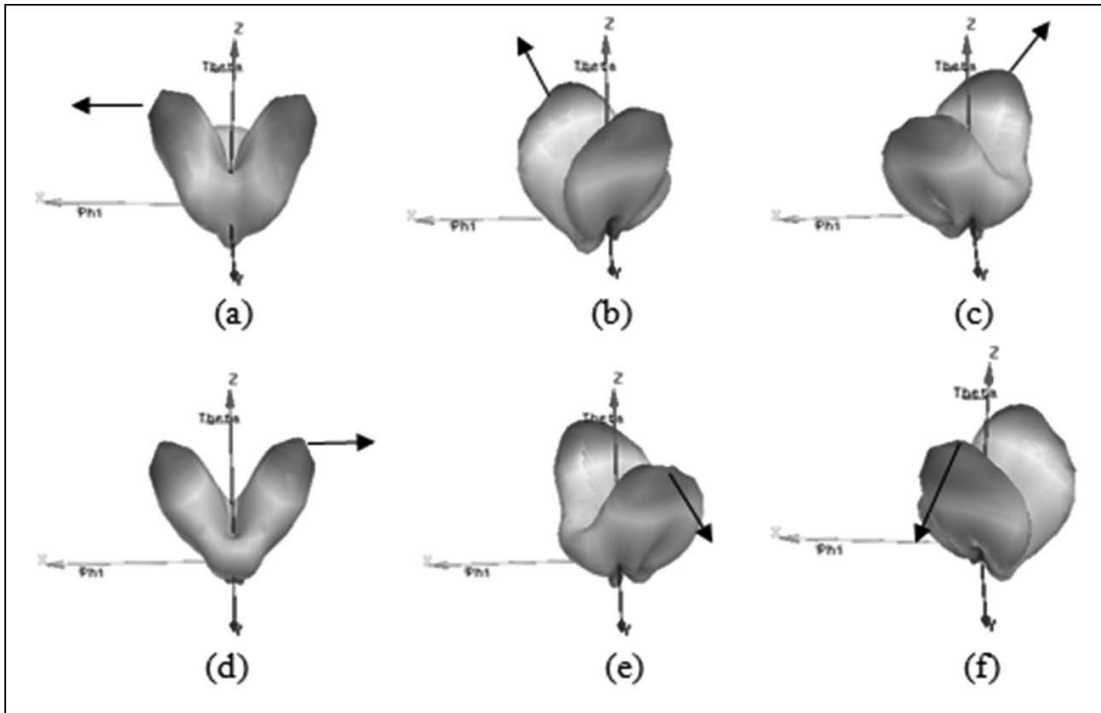 Z Z Z
Theta Theta Theta
X Phi X Phi X Phi
Y Y Y
(a) (b) (c)
Z Z Z
Theta Theta Theta
X Phi X Phi X Phi
Y Y Y
(d) (e) (f)